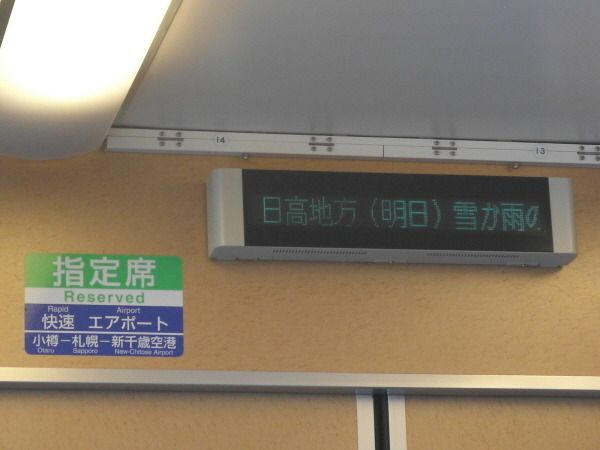 14
13
日高地方（明日）雪か雨の
指定席
Reserved
Rapid Airport
快速 エアポート
小樽－札幌－新千歳空港
Otaru Sapporo New-Chitose Airport